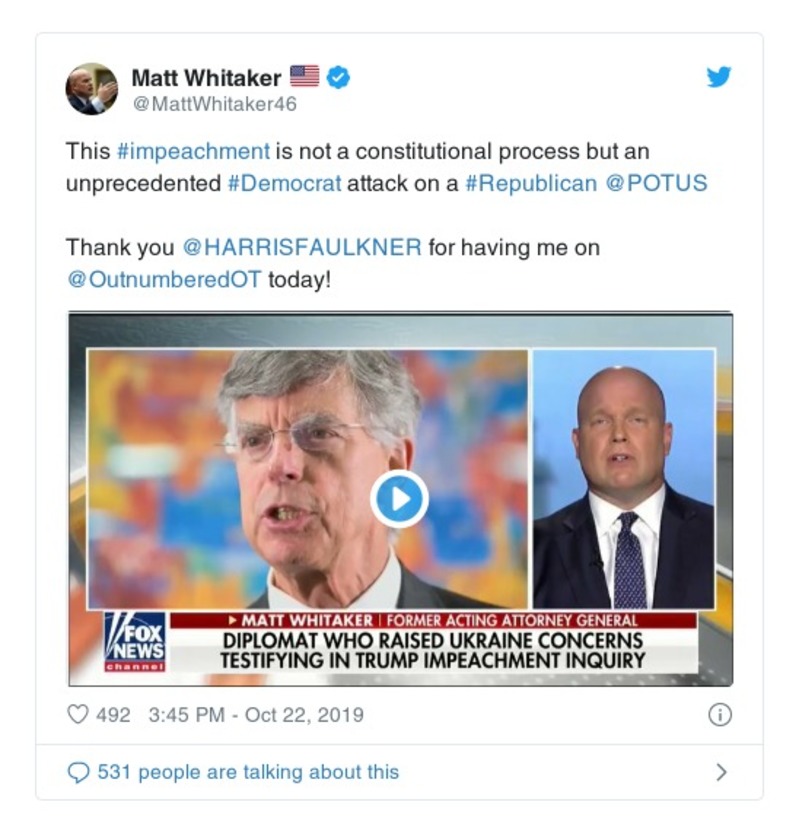 Matt Whitaker 🇺🇸
@MattWhitaker46
This #impeachment is not a constitutional process but an
unprecedented #Democrat attack on a #Republican @POTUS
Thank you @HARRISFAULKNER for having me on
@OutnumberedOT today!
MATT WHITAKER | FORMER ACTING ATTORNEY GENERAL
FOX
NEWS
channel
DIPLOMAT WHO RAISED UKRAINE CONCERNS
TESTIFYING IN TRUMP IMPEACHMENT INQUIRY
492 3:45 PM - Oct 22, 2019
531 people are talking about this